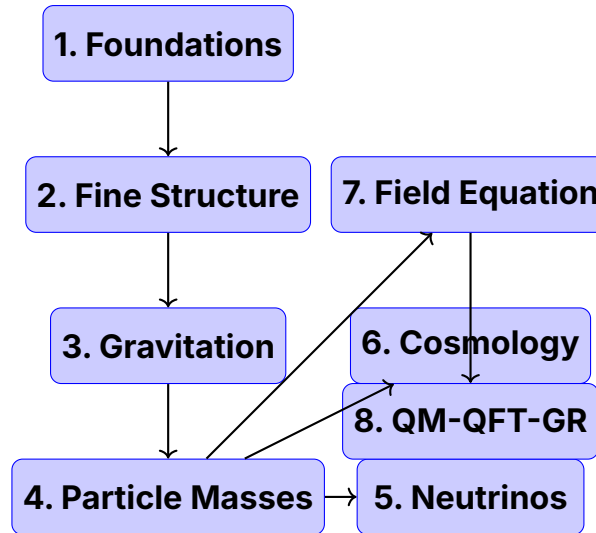 1. Foundations
2. Fine Structure
7. Field Equation
3. Gravitation
6. Cosmology
8. QM-QFT-GR
4. Particle Masses
5. Neutrinos